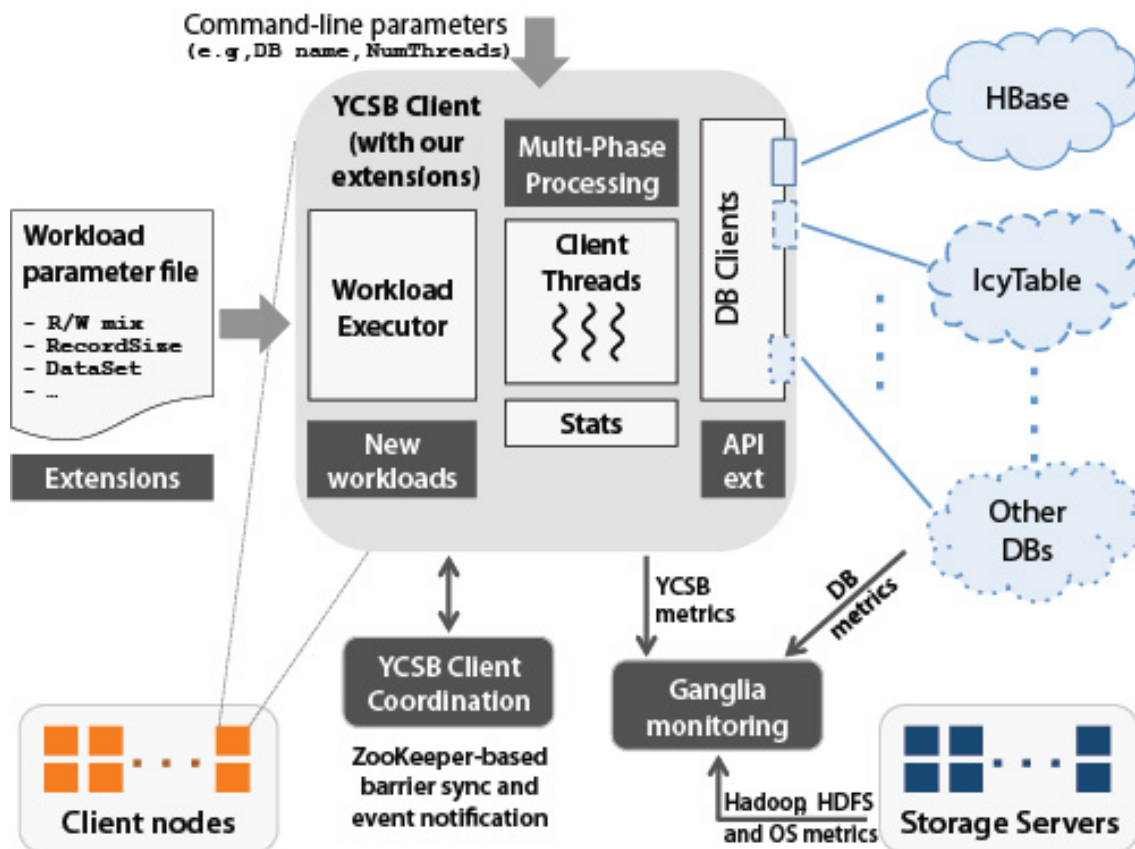 Command-line parameters
(e.g,DB name,NumThreads)
YCSB Client
(with our
extensions)
Multi-Phase
Processing
DB Clients
HBase
Workload
parameter file
- R/W mix
- RecordSize
- DataSet
- …
Extensions
Workload
Executor
Client
Threads
Stats
New
workloads
API
ext
IcyTable
Other
DBs
YCSB
metrics
DB
metrics
YCSB Client
Coordination
ZooKeeper-based
barrier sync and
event notification
Ganglia
monitoring
Hadoop, HDFS
and OS metrics
Client nodes
Storage Servers